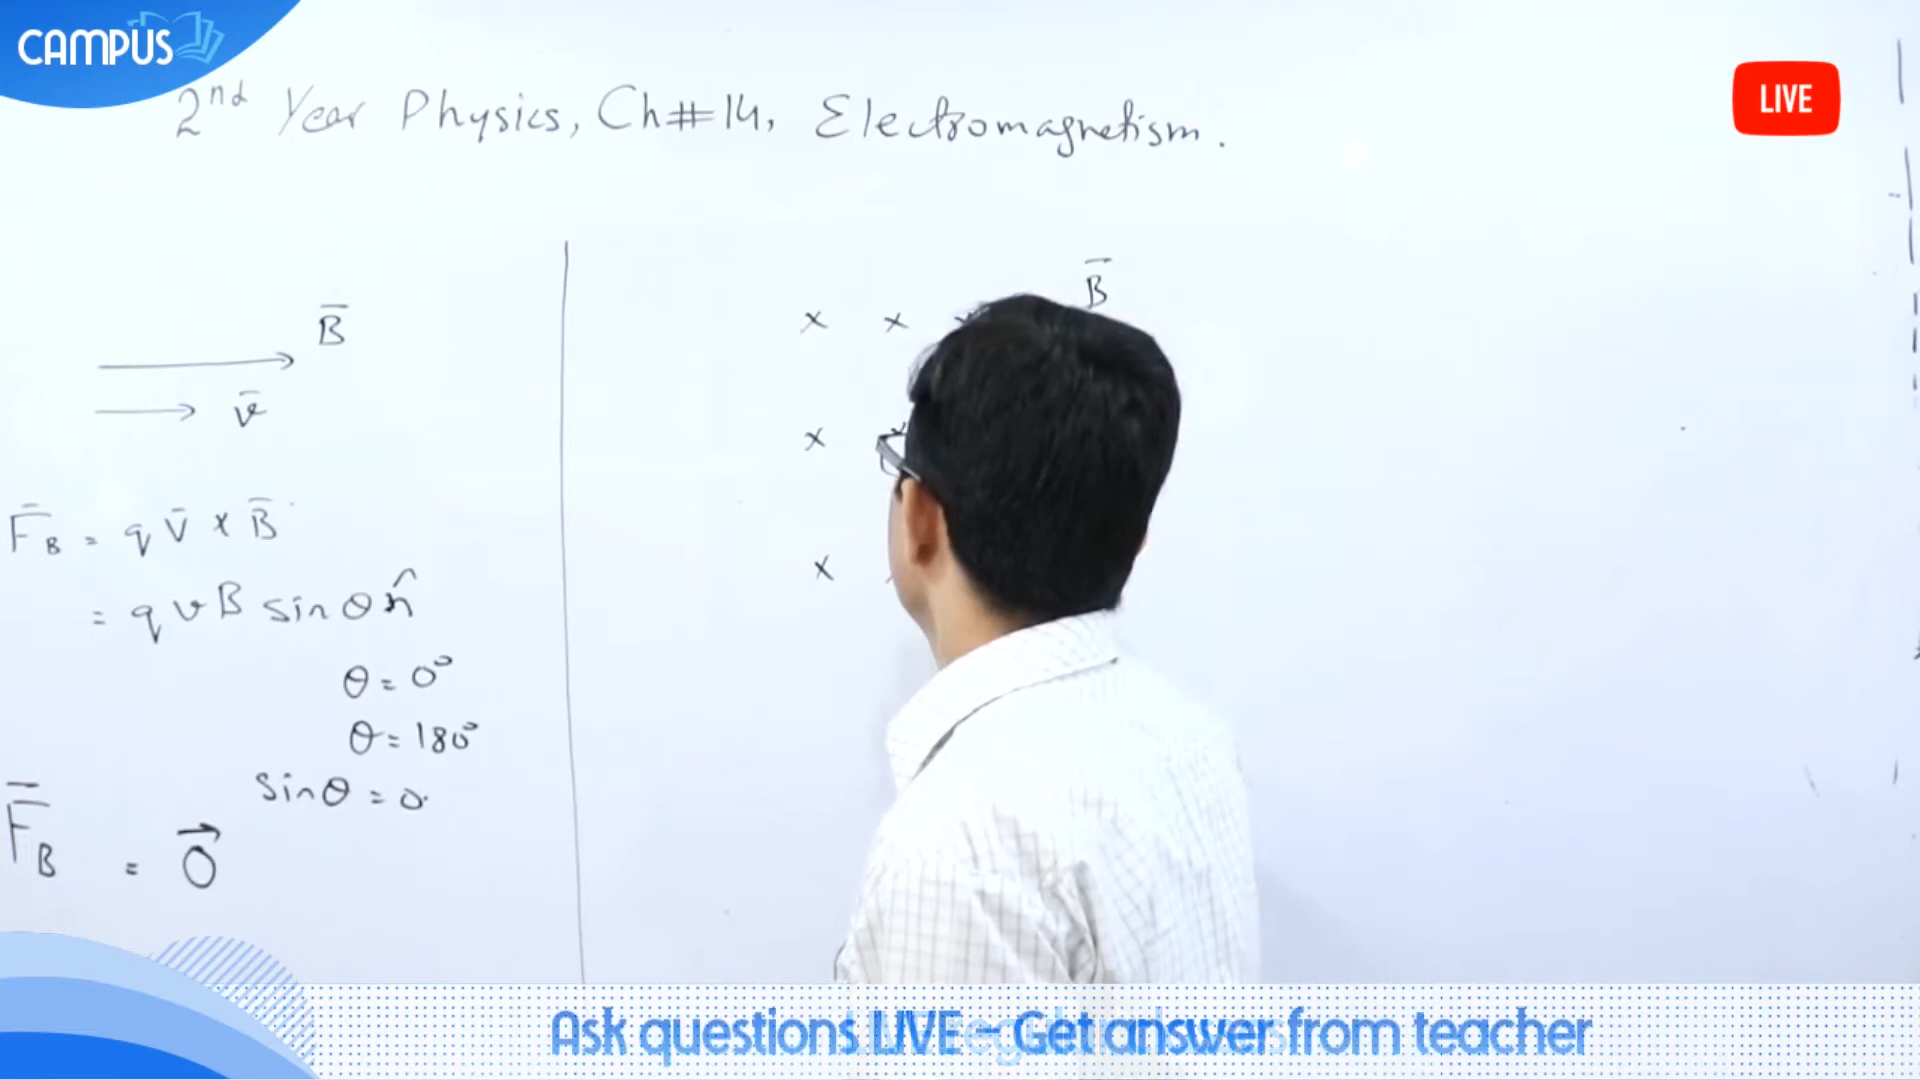 CAMPUS
LIVE
2nd Year Physics, Ch#14, Electromagnetism.
B̄
v̄
F̄B = q v̄ × B̄
= q v B sin θ n̂
θ = 0°
θ = 180°
sin θ = 0
F̄B = 0⃗
B̄
× × ×
×
×
Ask questions LIVE – Get answer from teacher